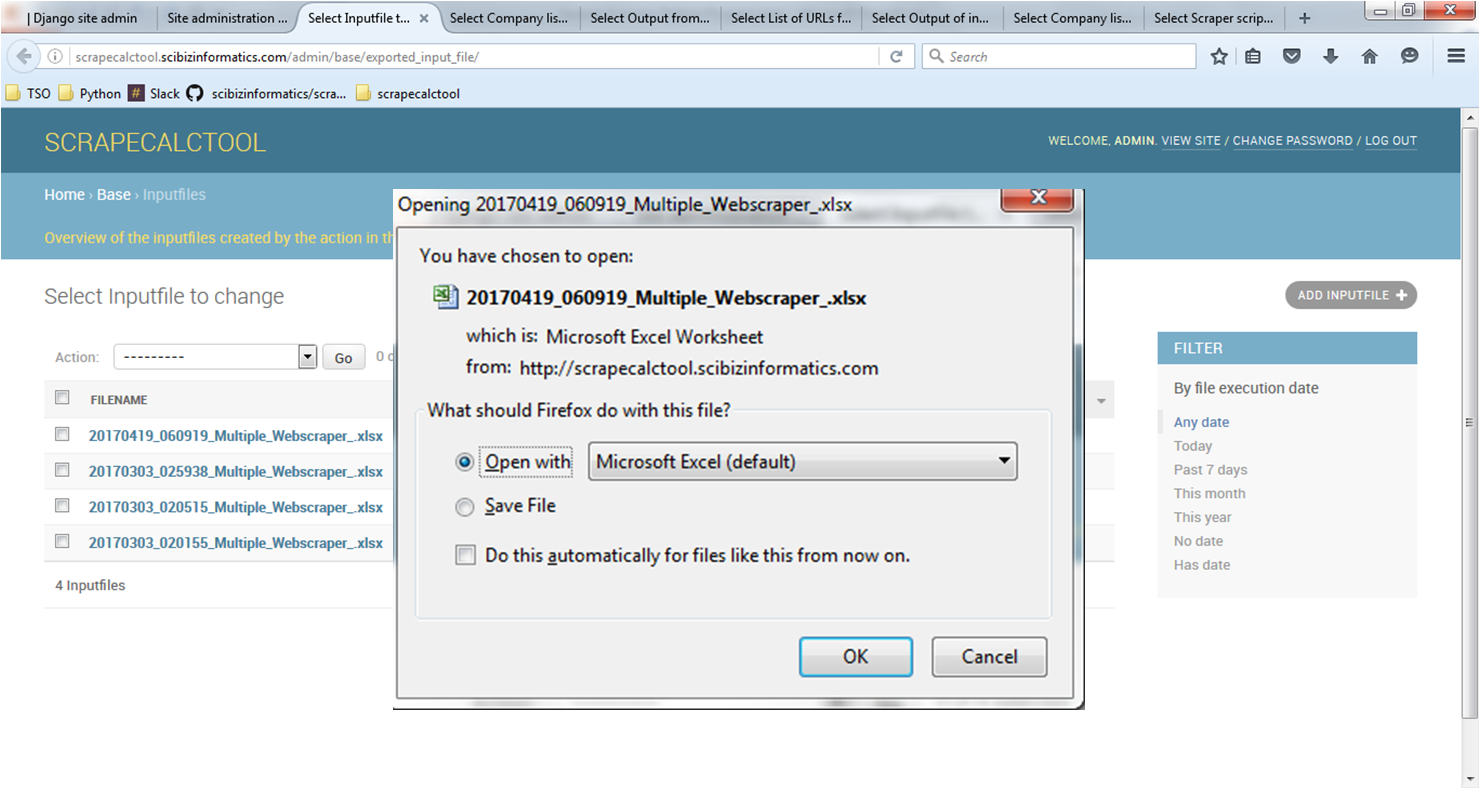 | Django site admin
Site administration ...
Select Inputfile t...
Select Company lis...
Select Output from...
Select List of URLs f...
Select Output of in...
Select Company lis...
Select Scraper scrip...
scrapecalctool.scibizinformatics.com/admin/base/exported_input_file/
Search
TSO
Python
Slack
scibizinformatics/scra...
scrapecalctool
SCRAPECALCTOOL
WELCOME, ADMIN. VIEW SITE / CHANGE PASSWORD / LOG OUT
Home › Base › Inputfiles
Overview of the inputfiles created by the action in th
Select Inputfile to change
ADD INPUTFILE +
Action:
---------
Go
0 o
FILENAME
20170419_060919_Multiple_Webscraper_.xlsx
20170303_025938_Multiple_Webscraper_.xlsx
20170303_020515_Multiple_Webscraper_.xlsx
20170303_020155_Multiple_Webscraper_.xlsx
4 Inputfiles
Opening 20170419_060919_Multiple_Webscraper_.xlsx
You have chosen to open:
20170419_060919_Multiple_Webscraper_.xlsx
which is: Microsoft Excel Worksheet
from: http://scrapecalctool.scibizinformatics.com
What should Firefox do with this file?
Open with
Microsoft Excel (default)
Save File
Do this automatically for files like this from now on.
OK
Cancel
FILTER
By file execution date
Any date
Today
Past 7 days
This month
This year
No date
Has date